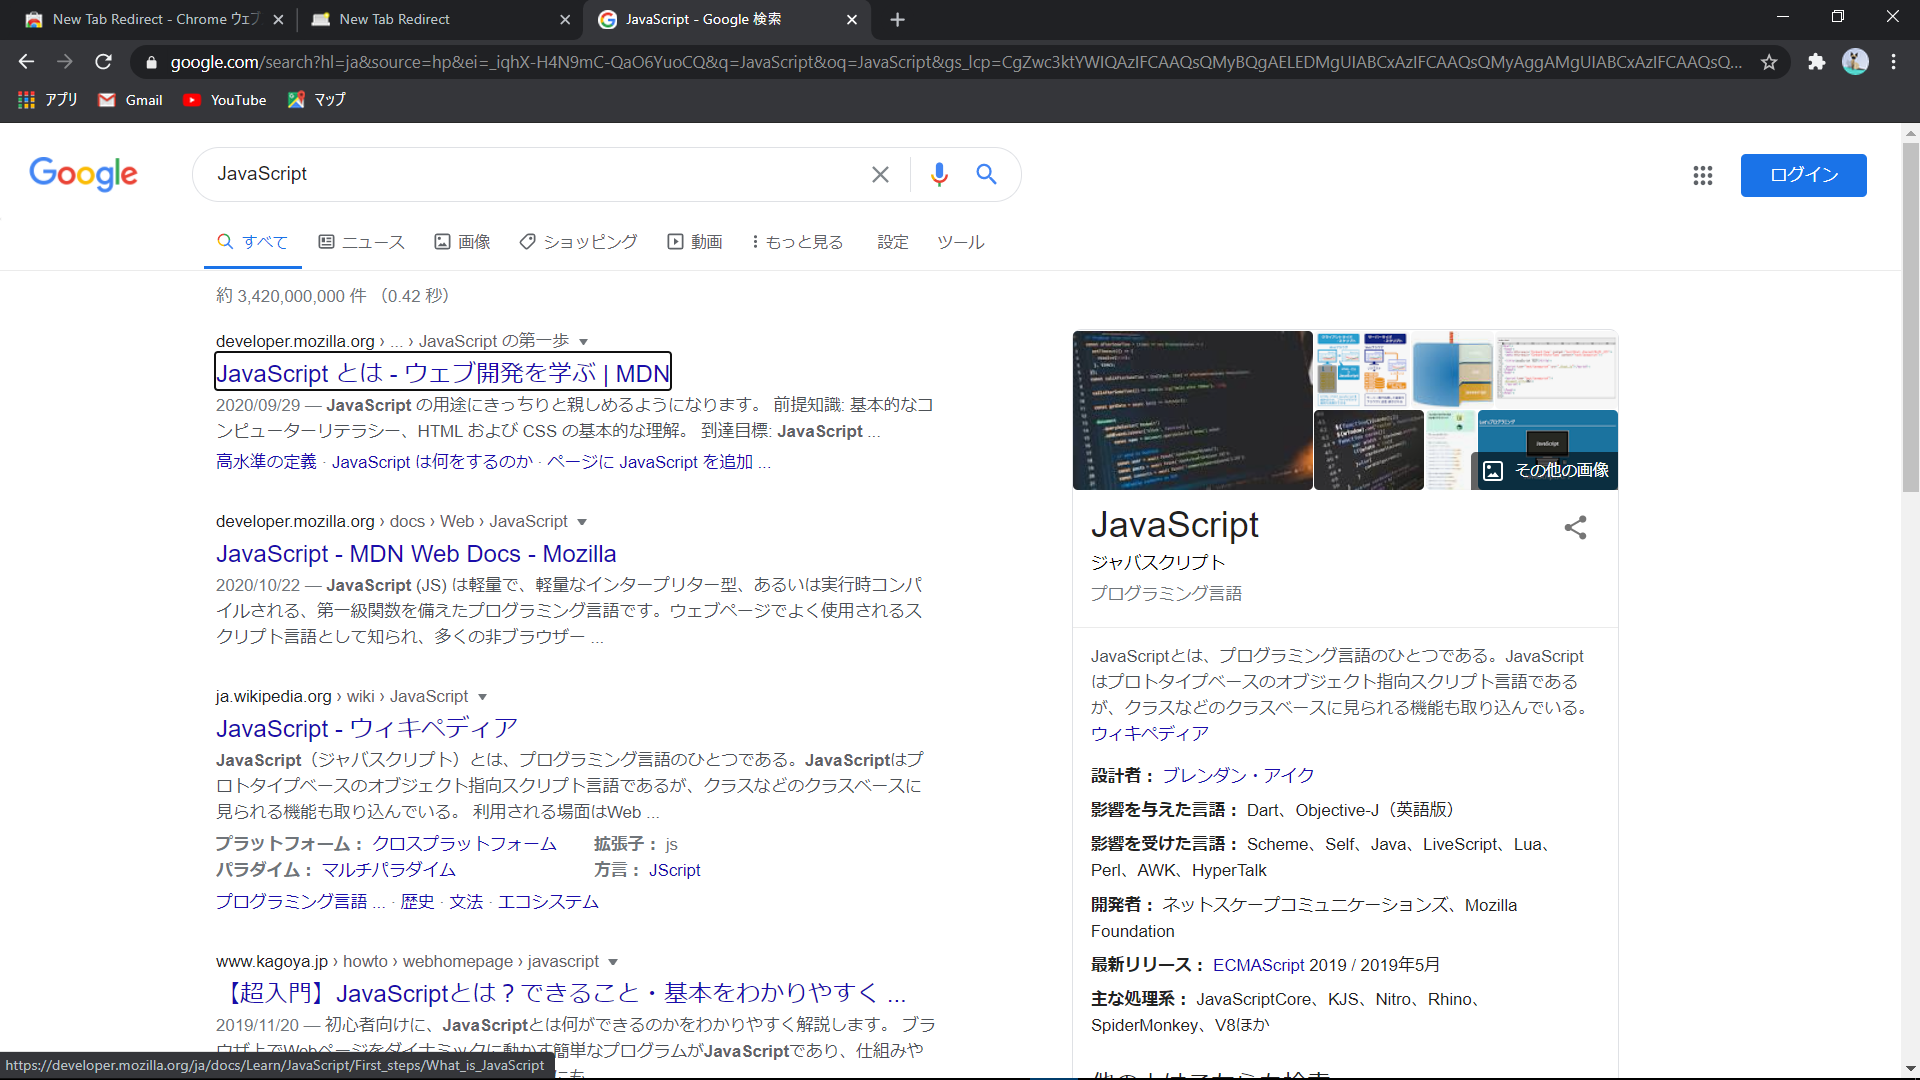 New Tab Redirect - Chrome ウェブ
New Tab Redirect
JavaScript - Google 検索
google.com/search?hl=ja&source=hp&ei=_iqhX-H4N9mC-QaO6YuoCQ&q=JavaScript&oq=JavaScript&gs_lcp=CgZwc3ktYWIQAzIFCAAQsQMyBQgAELEDMgUIABCxAzIFCAAQsQMyAggAMgUIABCxAzIFCAAQsQ...
アプリ
Gmail
YouTube
マップ
Google
JavaScript
ログイン
すべて
ニュース
画像
ショッピング
動画
もっと見る
設定
ツール
約 3,420,000,000 件 (0.42 秒)
developer.mozilla.org › ... › JavaScript の第一歩
JavaScript とは - ウェブ開発を学ぶ | MDN
2020/09/29 — JavaScript の用途にきっちりと親しめるようになります。 前提知識: 基本的なコ
ンピューターリテラシー、HTML および CSS の基本的な理解。 到達目標: JavaScript ...
高水準の定義 · JavaScript は何をするのか · ページに JavaScript を追加 ...
developer.mozilla.org › docs › Web › JavaScript
JavaScript - MDN Web Docs - Mozilla
2020/10/22 — JavaScript (JS) は軽量で、軽量なインタープリター型、あるいは実行時コンパ
イルされる、第一級関数を備えたプログラミング言語です。ウェブページでよく使用されるス
クリプト言語として知られ、多くの非ブラウザー ...
ja.wikipedia.org › wiki › JavaScript
JavaScript - ウィキペディア
JavaScript（ジャバスクリプト）とは、プログラミング言語のひとつである。JavaScriptはプ
ロトタイプベースのオブジェクト指向スクリプト言語であるが、クラスなどのクラスベースに
見られる機能も取り込んでいる。 利用される場面はWeb ...
プラットフォーム： クロスプラットフォーム 拡張子： js
パラダイム： マルチパラダイム 方言： JScript
プログラミング言語 ... · 歴史 · 文法 · エコシステム
www.kagoya.jp › howto › webhomepage › javascript
【超入門】JavaScriptとは？できること・基本をわかりやすく ...
2019/11/20 — 初心者向けに、JavaScriptとは何ができるのかをわかりやすく解説します。 ブラ
ウザ上でWebページをダイナミックに動かす簡単なプログラムがJavaScriptであり、仕組みや
https://developer.mozilla.org/ja/docs/Learn/JavaScript/First_steps/What_is_JavaScript
その他の画像
JavaScript
ジャバスクリプト
プログラミング言語
JavaScriptとは、プログラミング言語のひとつである。JavaScript
はプロトタイプベースのオブジェクト指向スクリプト言語である
が、クラスなどのクラスベースに見られる機能も取り込んでいる。
ウィキペディア
設計者： ブレンダン・アイク
影響を与えた言語： Dart、Objective-J（英語版）
影響を受けた言語： Scheme、Self、Java、LiveScript、Lua、
Perl、AWK、HyperTalk
開発者： ネットスケープコミュニケーションズ、Mozilla
Foundation
最新リリース： ECMAScript 2019 / 2019年5月
主な処理系： JavaScriptCore、KJS、Nitro、Rhino、
SpiderMonkey、V8ほか